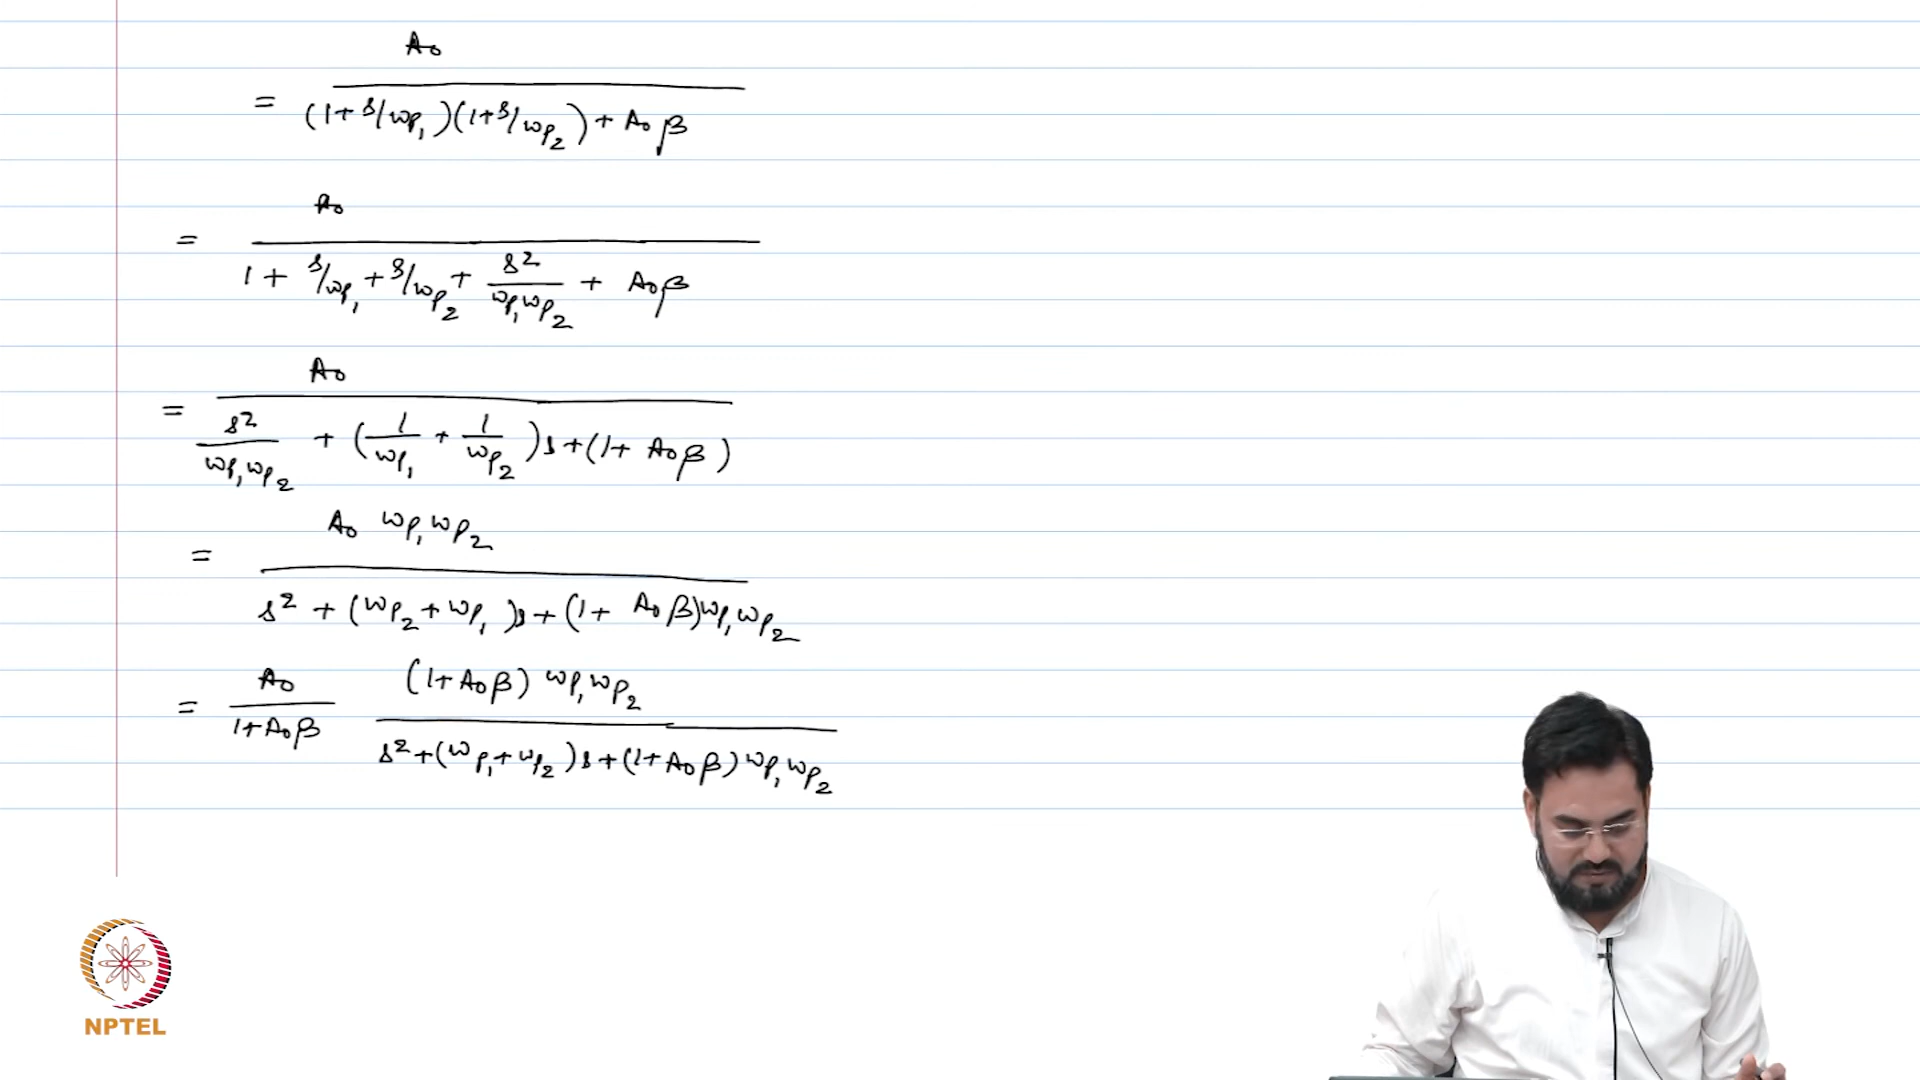 A₀
= (1+s/ωp₁)(1+s/ωp₂) + A₀β
A₀
= 1 + s/ωp₁ + s/ωp₂ + s²/ωp₁ωp₂ + A₀β
A₀
= s²/ωp₁ωp₂ + (1/ωp₁ + 1/ωp₂)s + (1 + A₀β)
A₀ ωp₁ωp₂
= s² + (ωp₂ + ωp₁)s + (1 + A₀β)ωp₁ωp₂
= A₀/1+A₀β (1+A₀β) ωp₁ωp₂
s² + (ωp₁ + ωp₂)s + (1+A₀β) ωp₁ωp₂
NPTEL